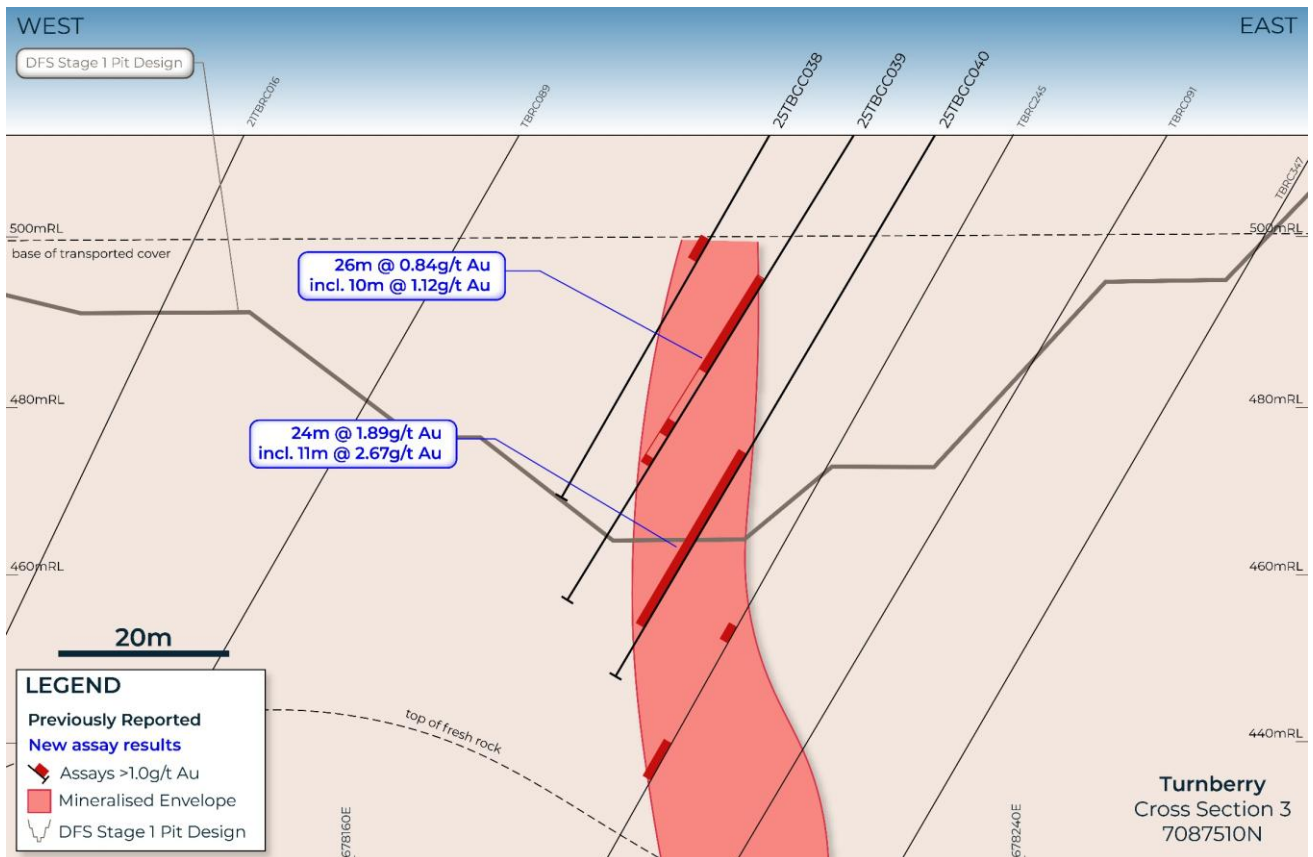 WEST
EAST
DFS Stage 1 Pit Design
21TBRC016
TBRC089
25TBGC038
25TBGC039
25TBGC040
TBRC245
TBRC091
TBRC347
500mRL
500mRL
base of transported cover
26m @ 0.84g/t Au
incl. 10m @ 1.12g/t Au
480mRL
480mRL
24m @ 1.89g/t Au
incl. 11m @ 2.67g/t Au
460mRL
460mRL
20m
LEGEND
Previously Reported
New assay results
Assays >1.0g/t Au
Mineralised Envelope
DFS Stage 1 Pit Design
top of fresh rock
440mRL
678160E
678240E
Turnberry
Cross Section 3
7087510N